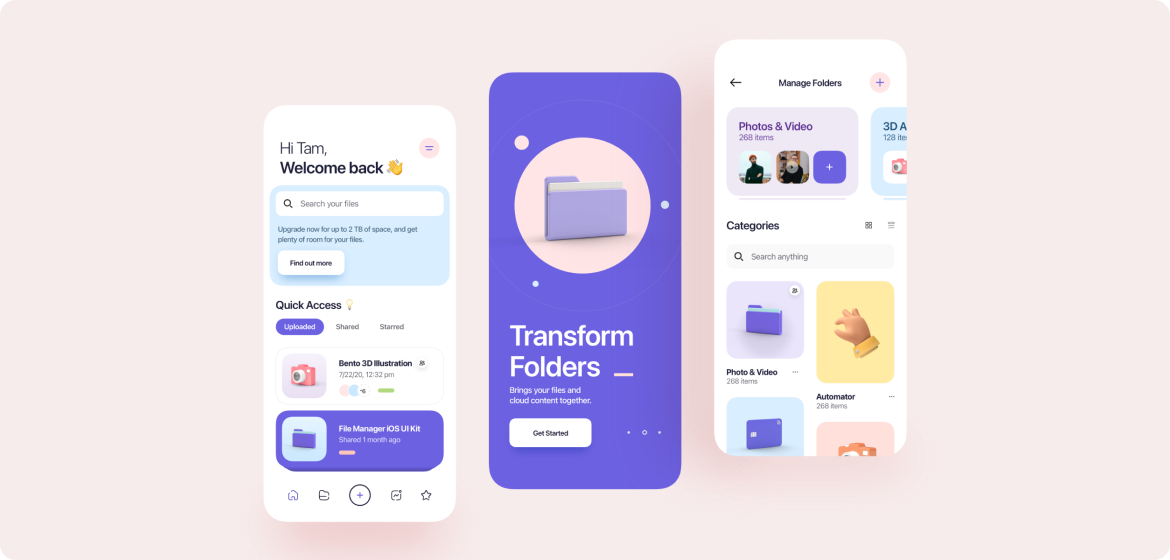 Hi Tam,
Welcome back 👋
Search your files
Upgrade now for up to 2 TB of space, and get
plenty of room for your files.
Find out more
Quick Access 💡
Uploaded
Shared
Starred
Bento 3D Illustration
7/22/20, 12:32 pm
+6
File Manager iOS UI Kit
Shared 1 month ago
Transform
Folders
Brings your files and
cloud content together.
Get Started
Manage Folders
Photos & Video
268 items
3D A
128 ite
Categories
Search anything
Photo & Video
268 items
Automator
268 items